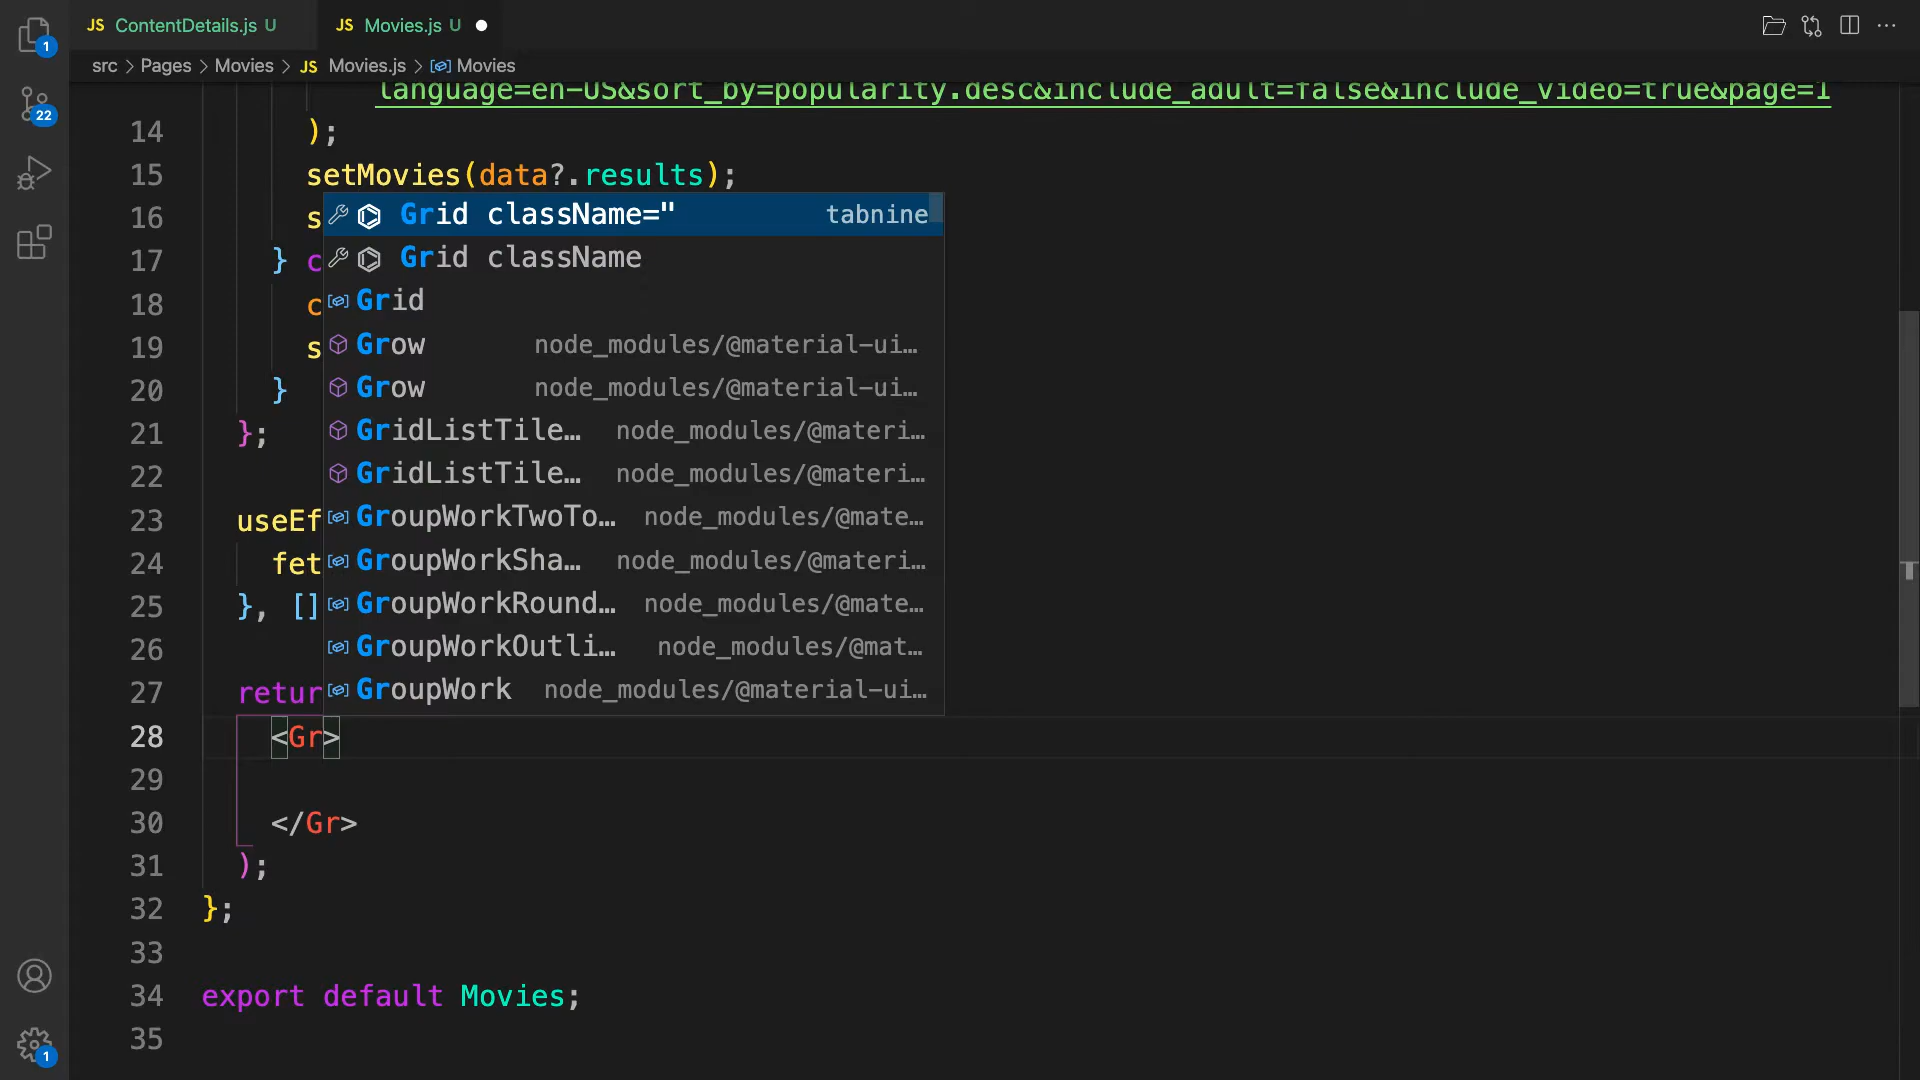 JS ContentDetails.js U JS Movies.js U
src > Pages > Movies > JS Movies.js > Movies
language=en-US&sort_by=popularity.desc&include_adult=false&include_video=true&page=1
14 );
15 setMovies(data?.results);
16 s
Grid className=" tabnine
17 } c
Grid className
18 c
Grid
19 s
Grow node_modules/@material-ui…
20 }
Grow node_modules/@material-ui…
21 };
GridListTile… node_modules/@materi…
22
GridListTile… node_modules/@materi…
23 useEf
GroupWorkTwoTo… node_modules/@mate…
24 fet
GroupWorkSha… node_modules/@materi…
25 }, []
GroupWorkRound… node_modules/@mate…
26
GroupWorkOutli… node_modules/@mat…
27 retur
GroupWork node_modules/@material-ui…
28 <Gr>
29
30 </Gr>
31 );
32 };
33
34 export default Movies;
35
1
22
1